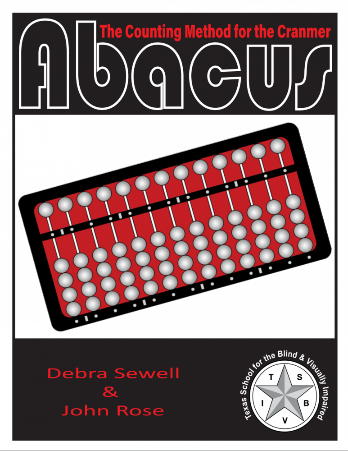 The Counting Method for the Cranmer
Abacus
Debra Sewell
&
John Rose
Texas School for the Blind & Visually Impaired
T S
I B
V